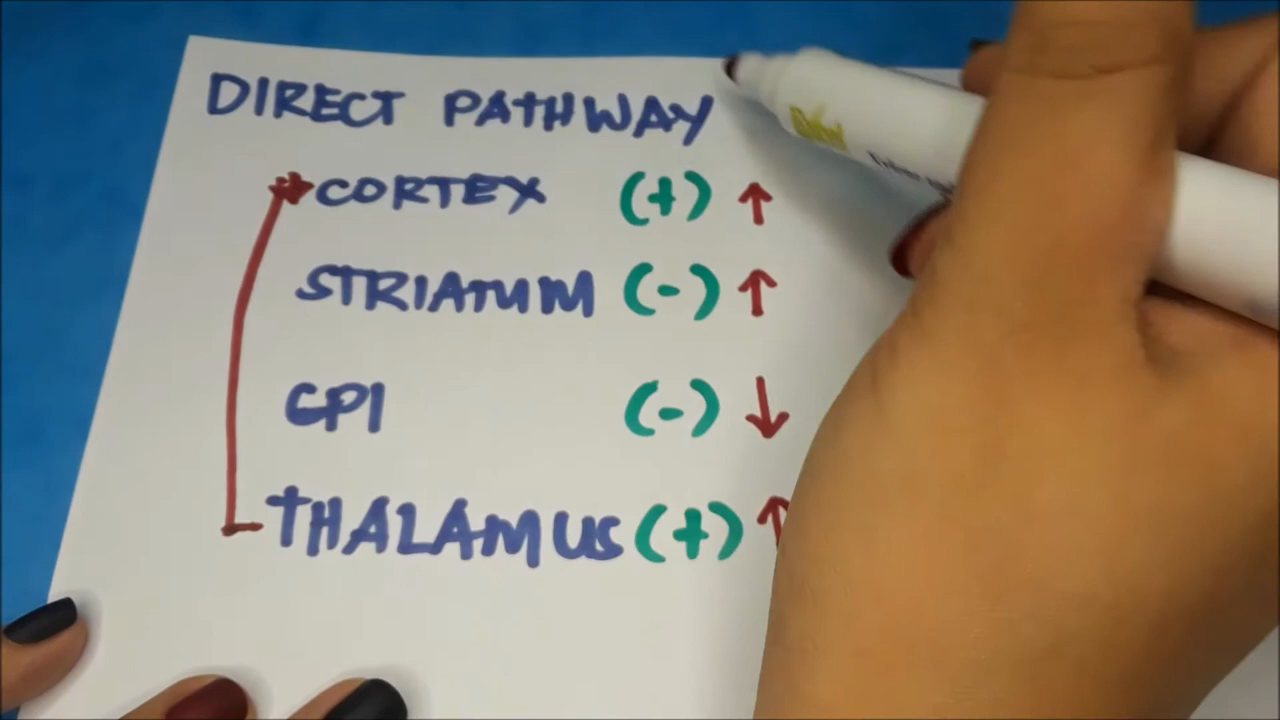 DIRECT PATHWAY
CORTEX (+) ↑
STRIATUM (-) ↑
GPI (-) ↓
THALAMUS (+) ↑